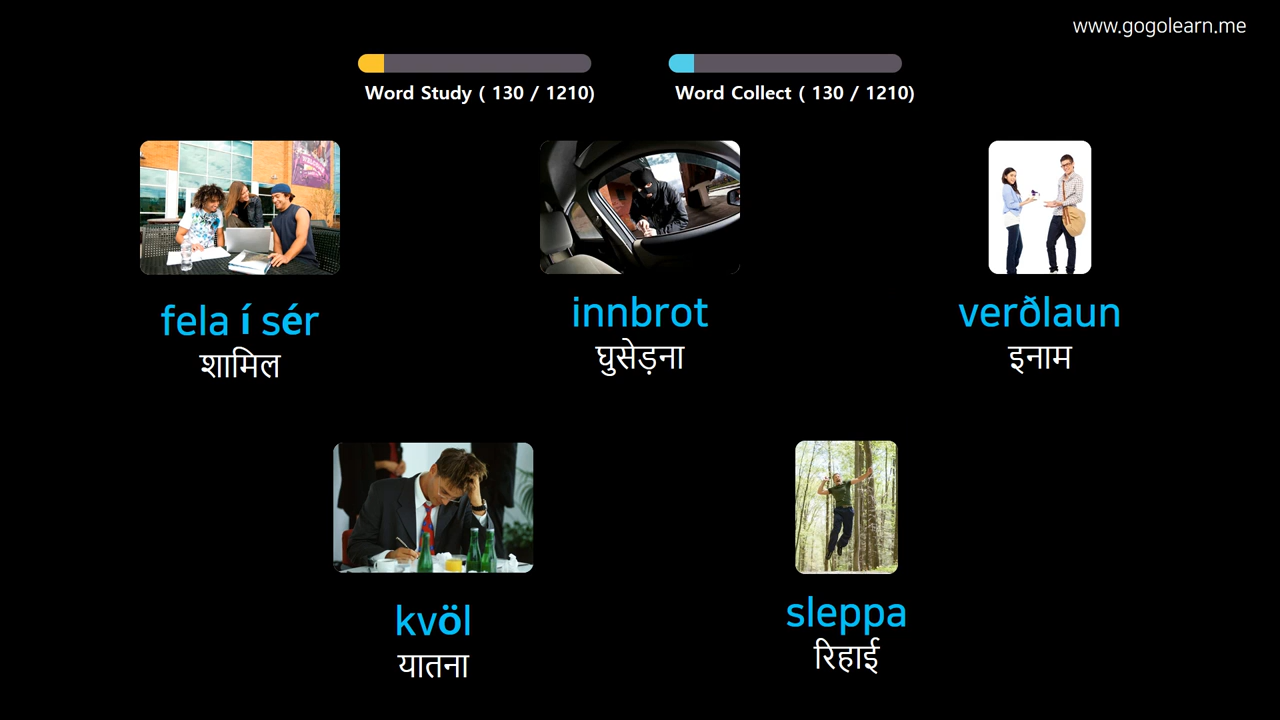 www.gogolearn.me
Word Study ( 130 / 1210)
Word Collect ( 130 / 1210)
fela í sér
शामिल
innbrot
घुसेड़ना
verðlaun
इनाम
kvöl
यातना
sleppa
रिहाई